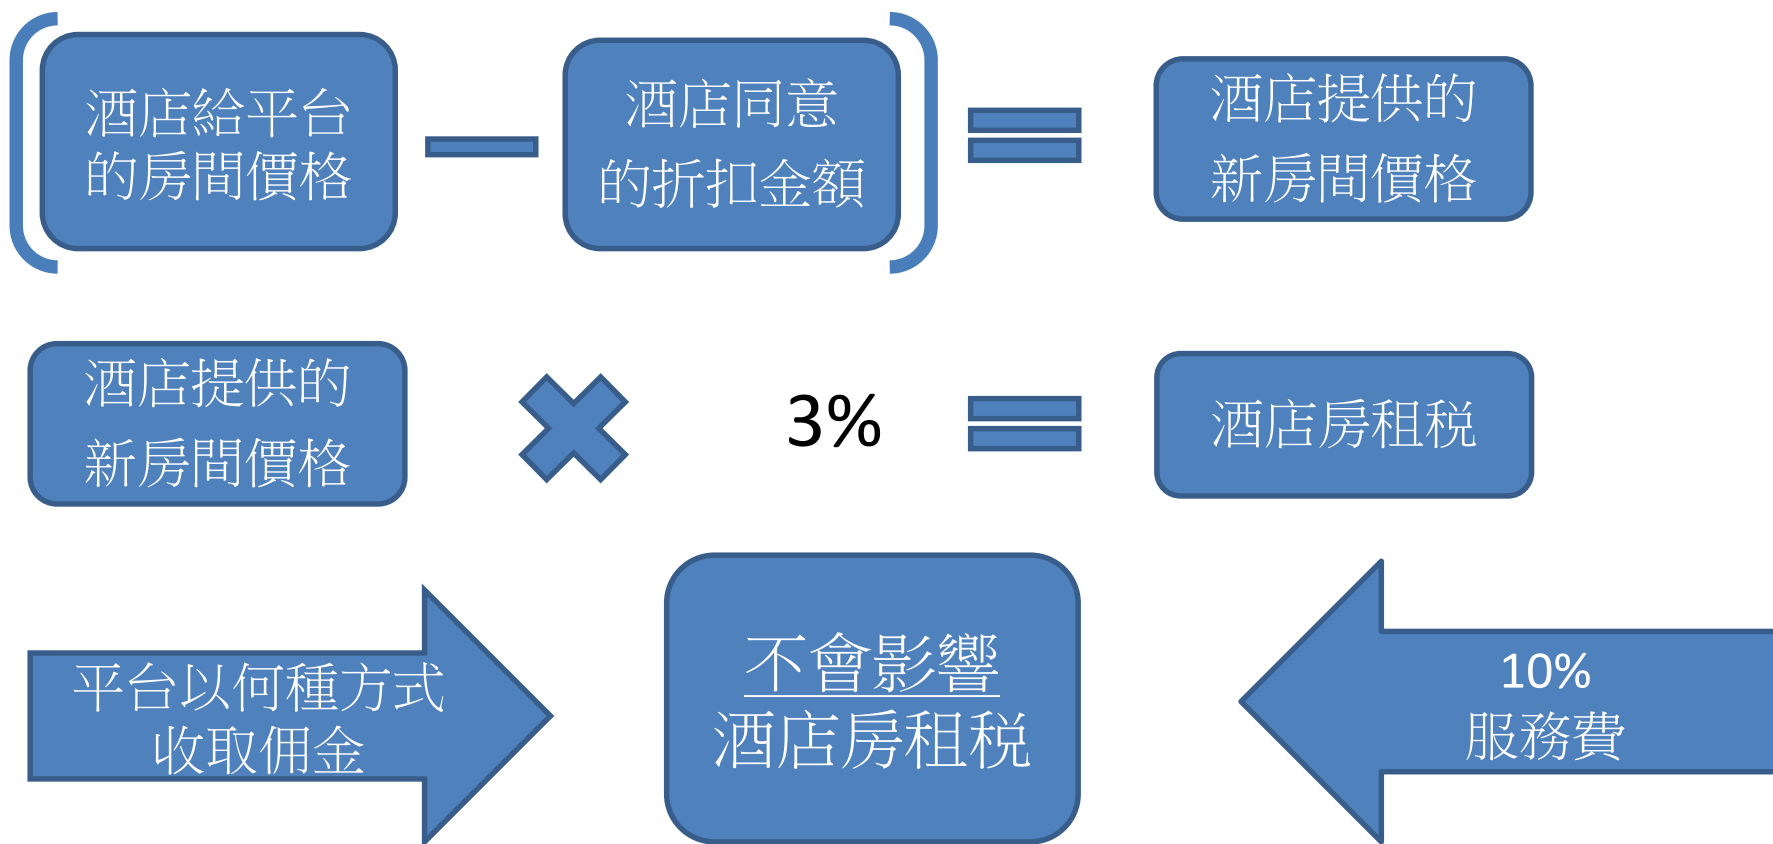 酒店給平台
的房間價格
酒店同意
的折扣金額
酒店提供的
新房間價格
酒店提供的
新房間價格
3%
酒店房租税
平台以何種方式
收取佣金
不會影響
酒店房租税
10%
服務費